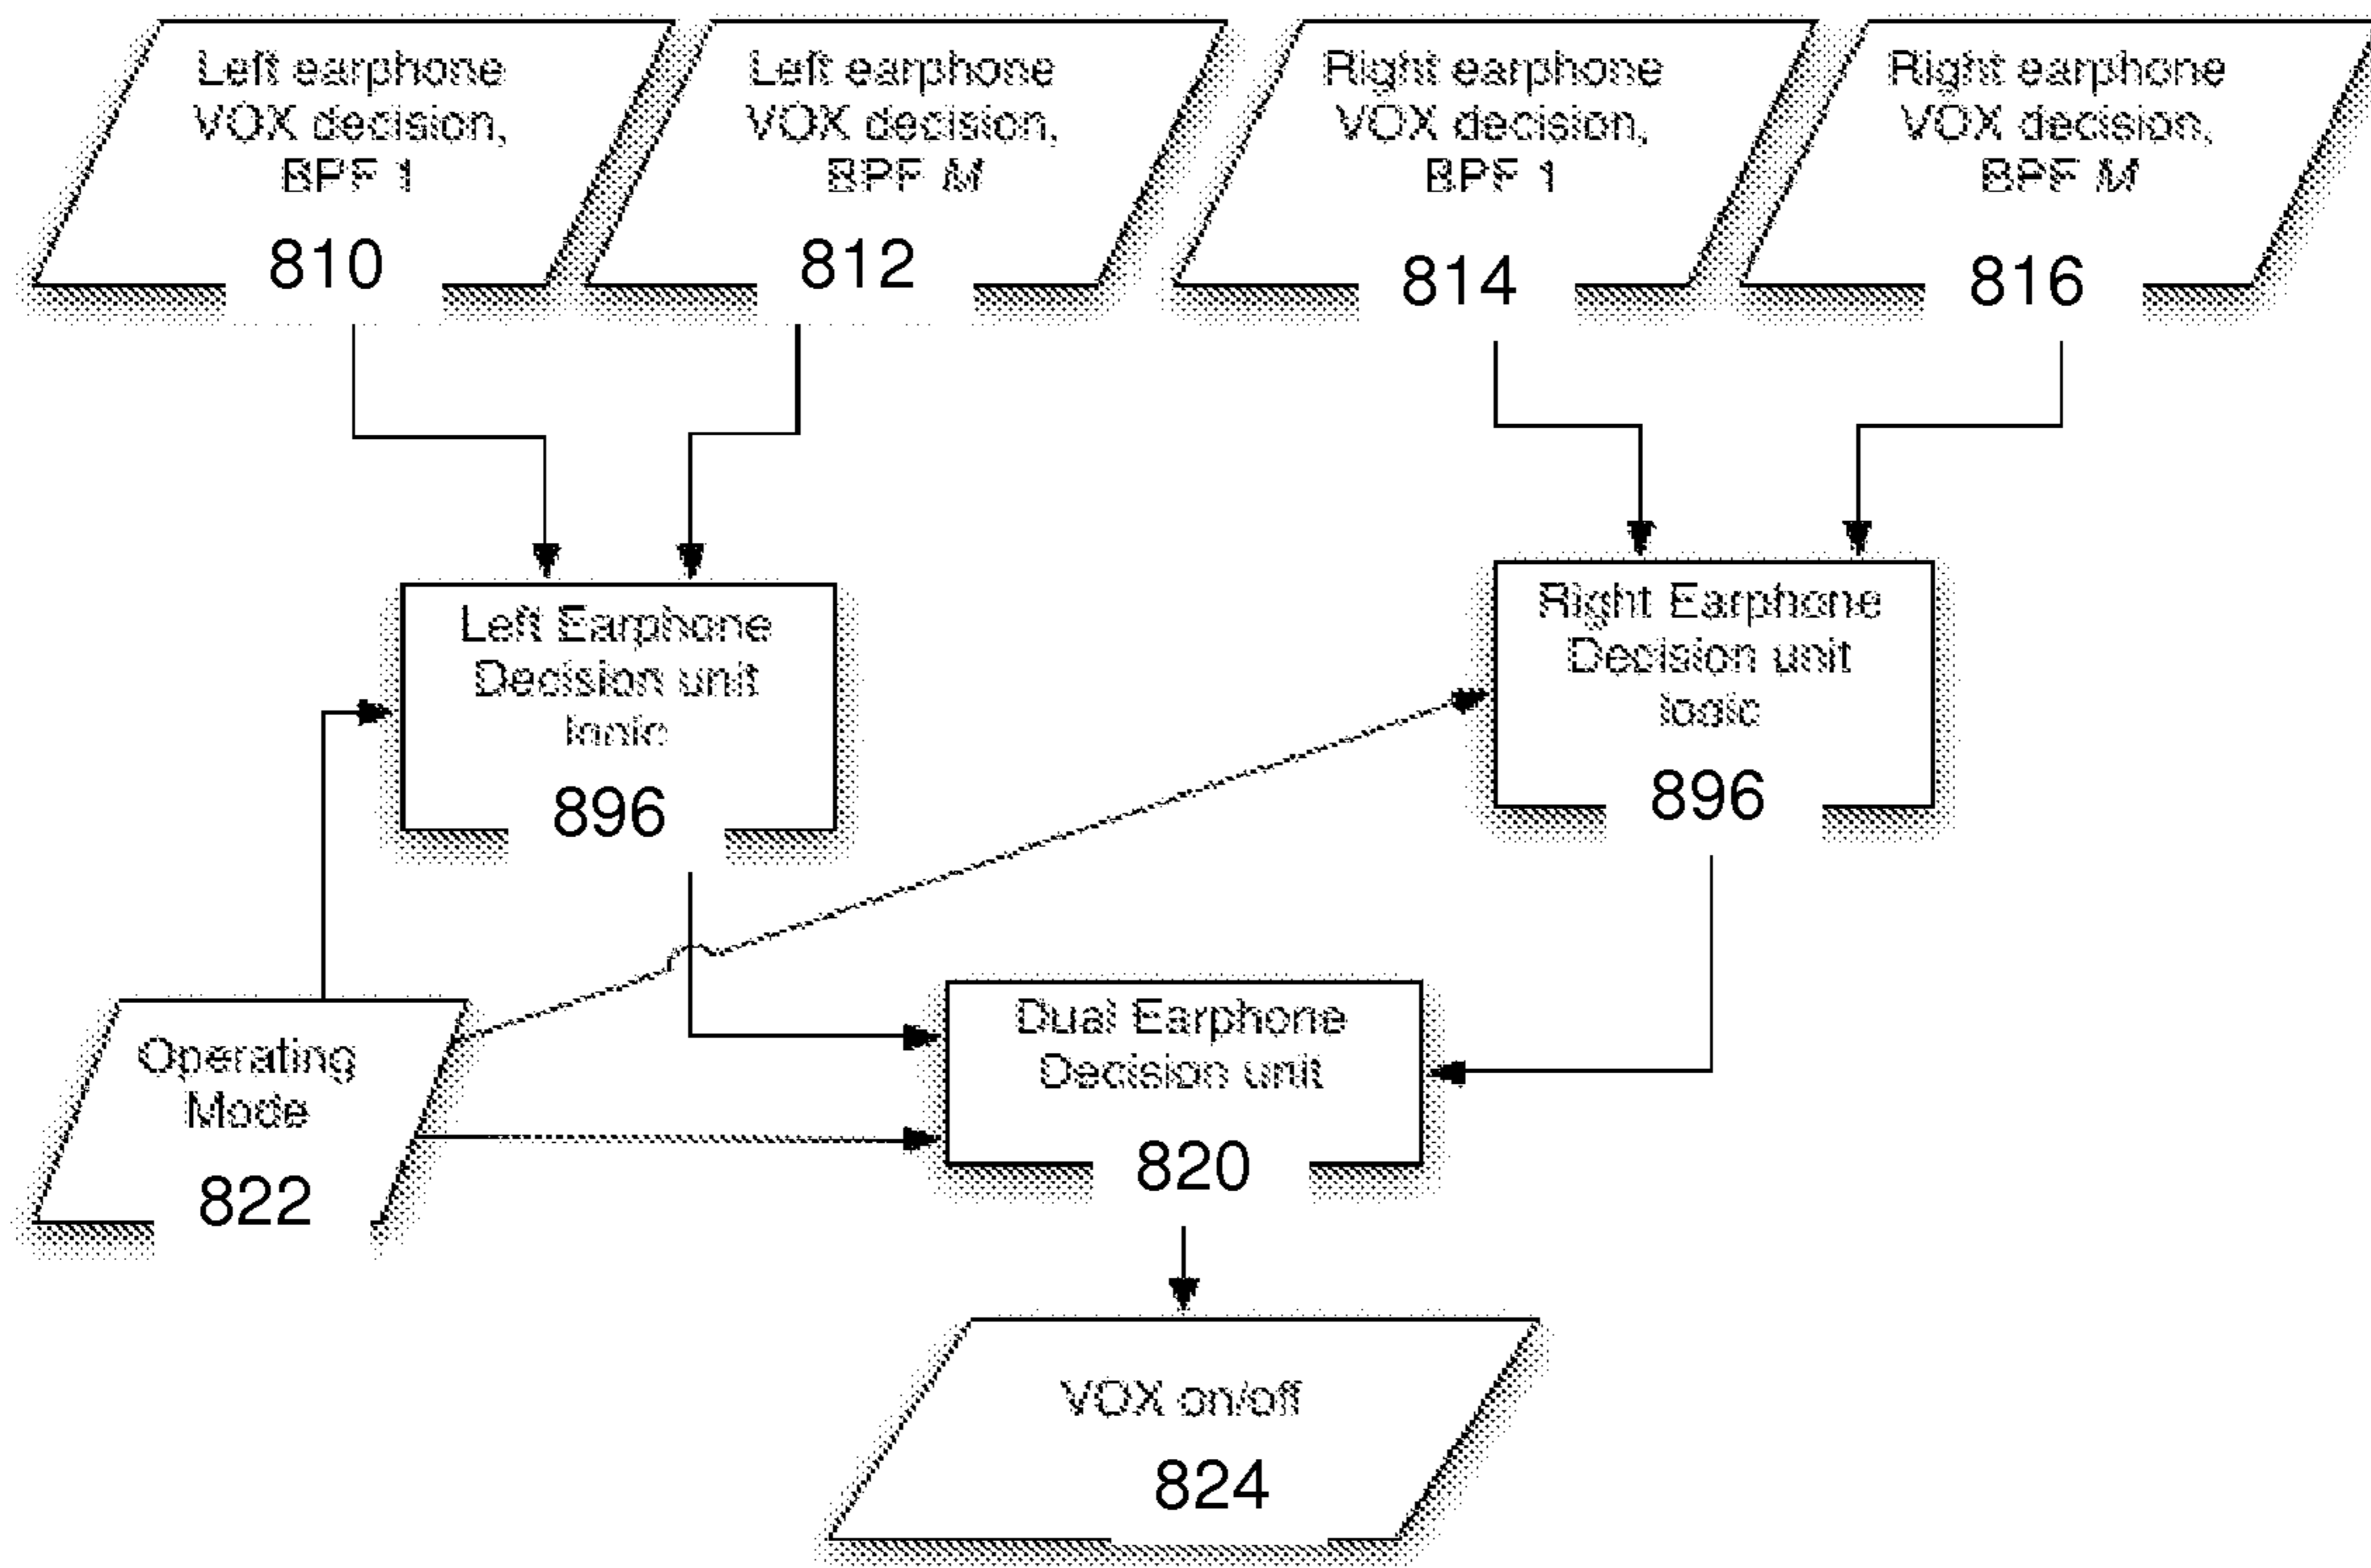 Left earphone
VOX decision,
BPF 1
810
Left earphone
VOX decision,
BPF M
812
Right earphone
VOX decision,
BPF 1
814
Right earphone
VOX decision,
BPF M
816
Left Earphone
Decision unit
logic
896
Right Earphone
Decision unit
logic
896
Operating
Mode
822
Dual Earphone
Decision unit
820
VOX on/off
824